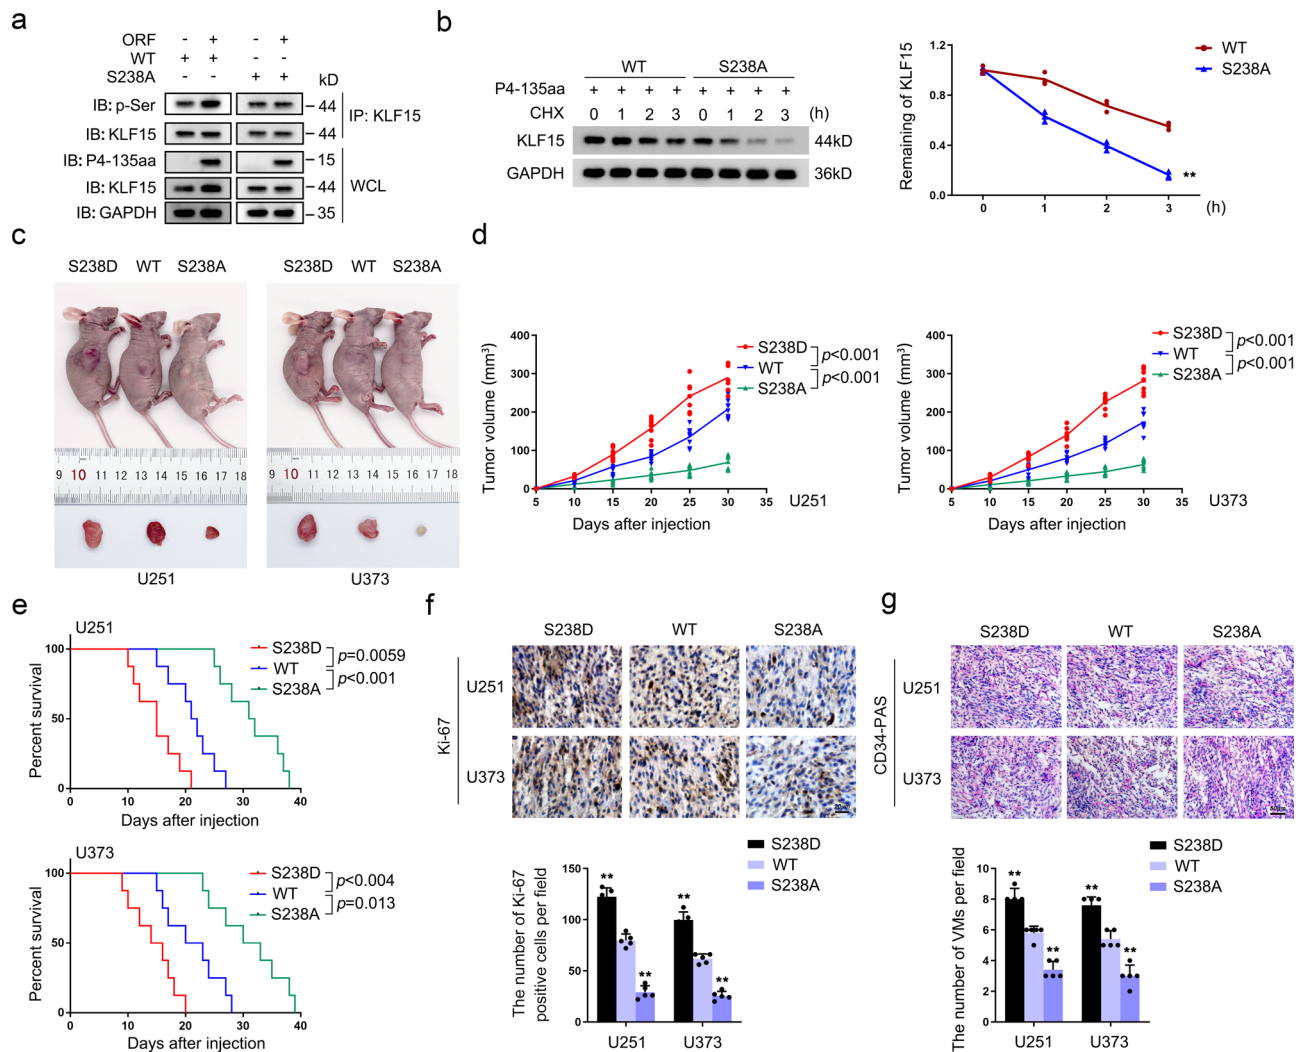 a
ORF - + - +
WT + + - -
S238A - - + + kD
IB: p-Ser 44
IB: KLF15 44
IP: KLF15
IB: P4-135aa 15
IB: KLF15 44
IB: GAPDH 35
WCL
b
WT S238A
P4-135aa + + + + + + + +
CHX 0 1 2 3 0 1 2 3 (h)
KLF15 44kD
GAPDH 36kD
Remaining of KLF15
1.2
0.8
0.4
0.0
0 1 2 3 (h)
WT
S238A
**
c
S238D WT S238A
9 10 11 12 13 14 15 16 17 18
U251
S238D WT S238A
9 10 11 12 13 14 15 16 17 18
U373
d
Tumor volume (mm³)
400
300
200
100
0
5 10 15 20 25 30 35
Days after injection
U251
S238D
WT
S238A
p<0.001
p<0.001
Tumor volume (mm³)
400
300
200
100
0
5 10 15 20 25 30 35
Days after injection
U373
S238D
WT
S238A
p<0.001
p<0.001
e
U251
Percent survival
100
50
0
0 10 20 30 40
Days after injection
S238D
WT
S238A
p=0.0059
p<0.001
U373
Percent survival
100
50
0
0 10 20 30 40
Days after injection
S238D
WT
S238A
p<0.004
p=0.013
f
S238D WT S238A
Ki-67
U251
U373
The number of Ki-67
positive cells per field
150
100
50
0
** ** ** **
U251 U373
S238D
WT
S238A
g
S238D WT S238A
CD34-PAS
U251
U373
The number of VMs per field
10
8
6
4
2
0
** ** ** **
U251 U373
S238D
WT
S238A